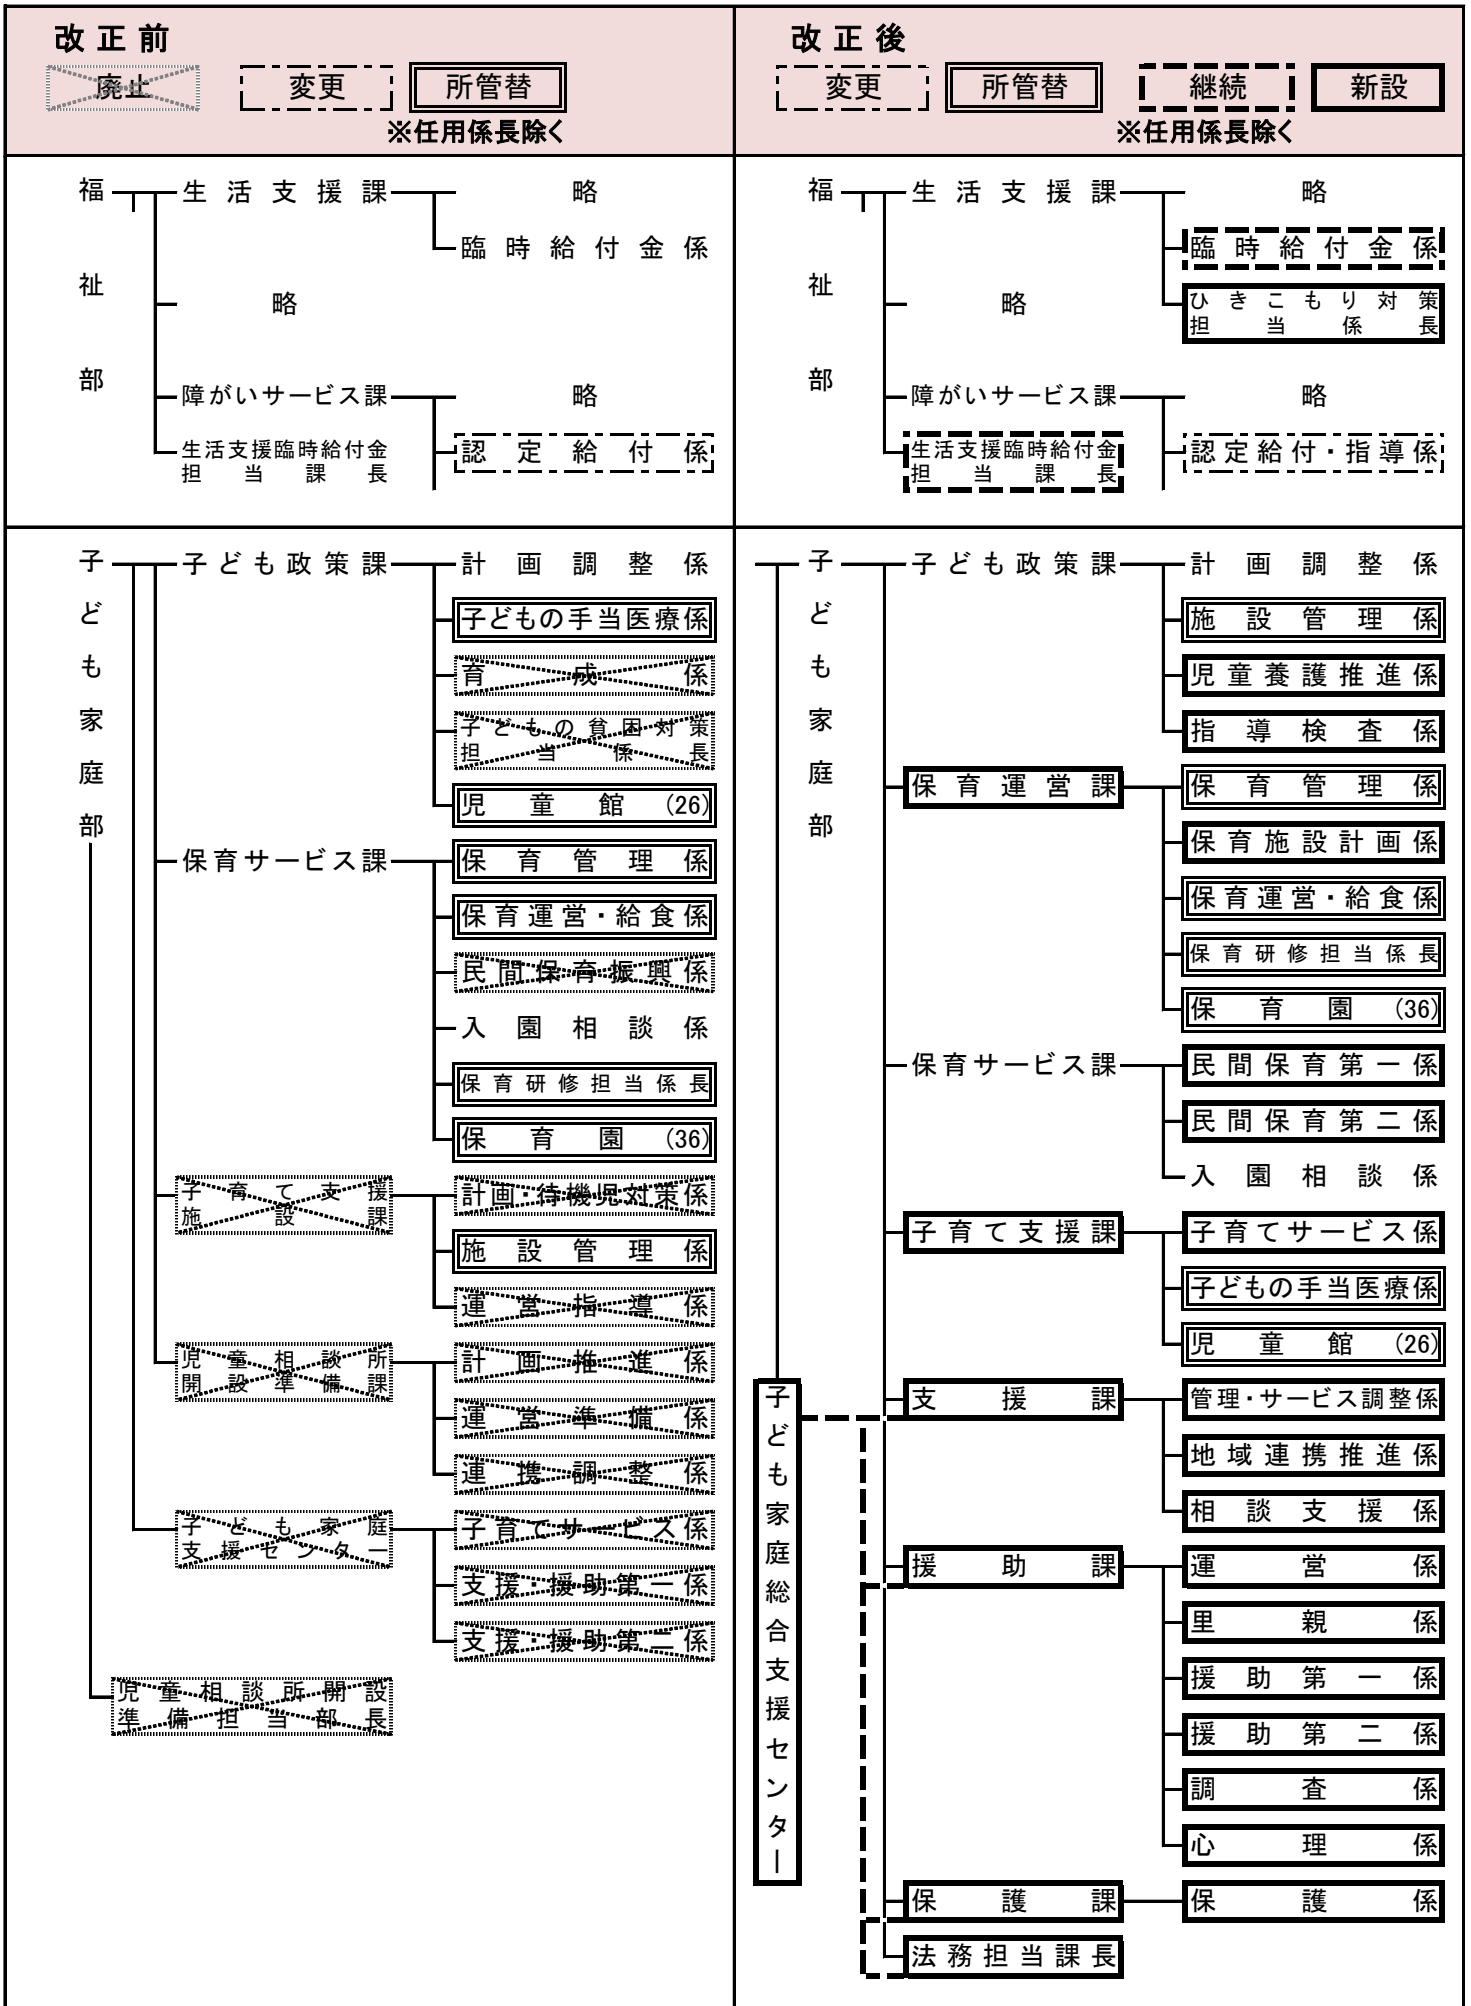 改正前
廃止 変更 所管替
※任用係長除く
福祉部
生活支援課
略
臨時給付金係
略
障がいサービス課
略
生活支援臨時給付金
担当課長
認定給付係
子ども家庭部
子ども政策課
計画調整係
子どもの手当医療係
育成係
子どもの貧困対策
担当係長
児童館(26)
保育サービス課
保育管理係
保育運営・給食係
民間保育振興係
入園相談係
保育研修担当係長
保育園(36)
子育て支援
施設課
計画・待機児対策係
施設管理係
運営指導係
児童相談所
開設準備課
計画推進係
運営準備係
連携調整係
子ども家庭
支援センター
子育てサービス係
支援・援助第一係
支援・援助第二係
児童相談所開設
準備担当部長
改正後
変更 所管替 継続 新設
※任用係長除く
福祉部
生活支援課
略
臨時給付金係
略
ひきこもり対策
担当係長
障がいサービス課
略
生活支援臨時給付金
担当課長
認定給付・指導係
子ども家庭部
子ども政策課
計画調整係
施設管理係
児童養護推進係
指導検査係
保育運営課
保育管理係
保育施設計画係
保育運営・給食係
保育研修担当係長
保育園(36)
保育サービス課
民間保育第一係
民間保育第二係
入園相談係
子育て支援課
子育てサービス係
子どもの手当医療係
児童館(26)
子ども家庭総合支援センター
支援課
管理・サービス調整係
地域連携推進係
相談支援係
援助課
運営係
里親係
援助第一係
援助第二係
調査係
心理係
保護課
保護係
法務担当課長